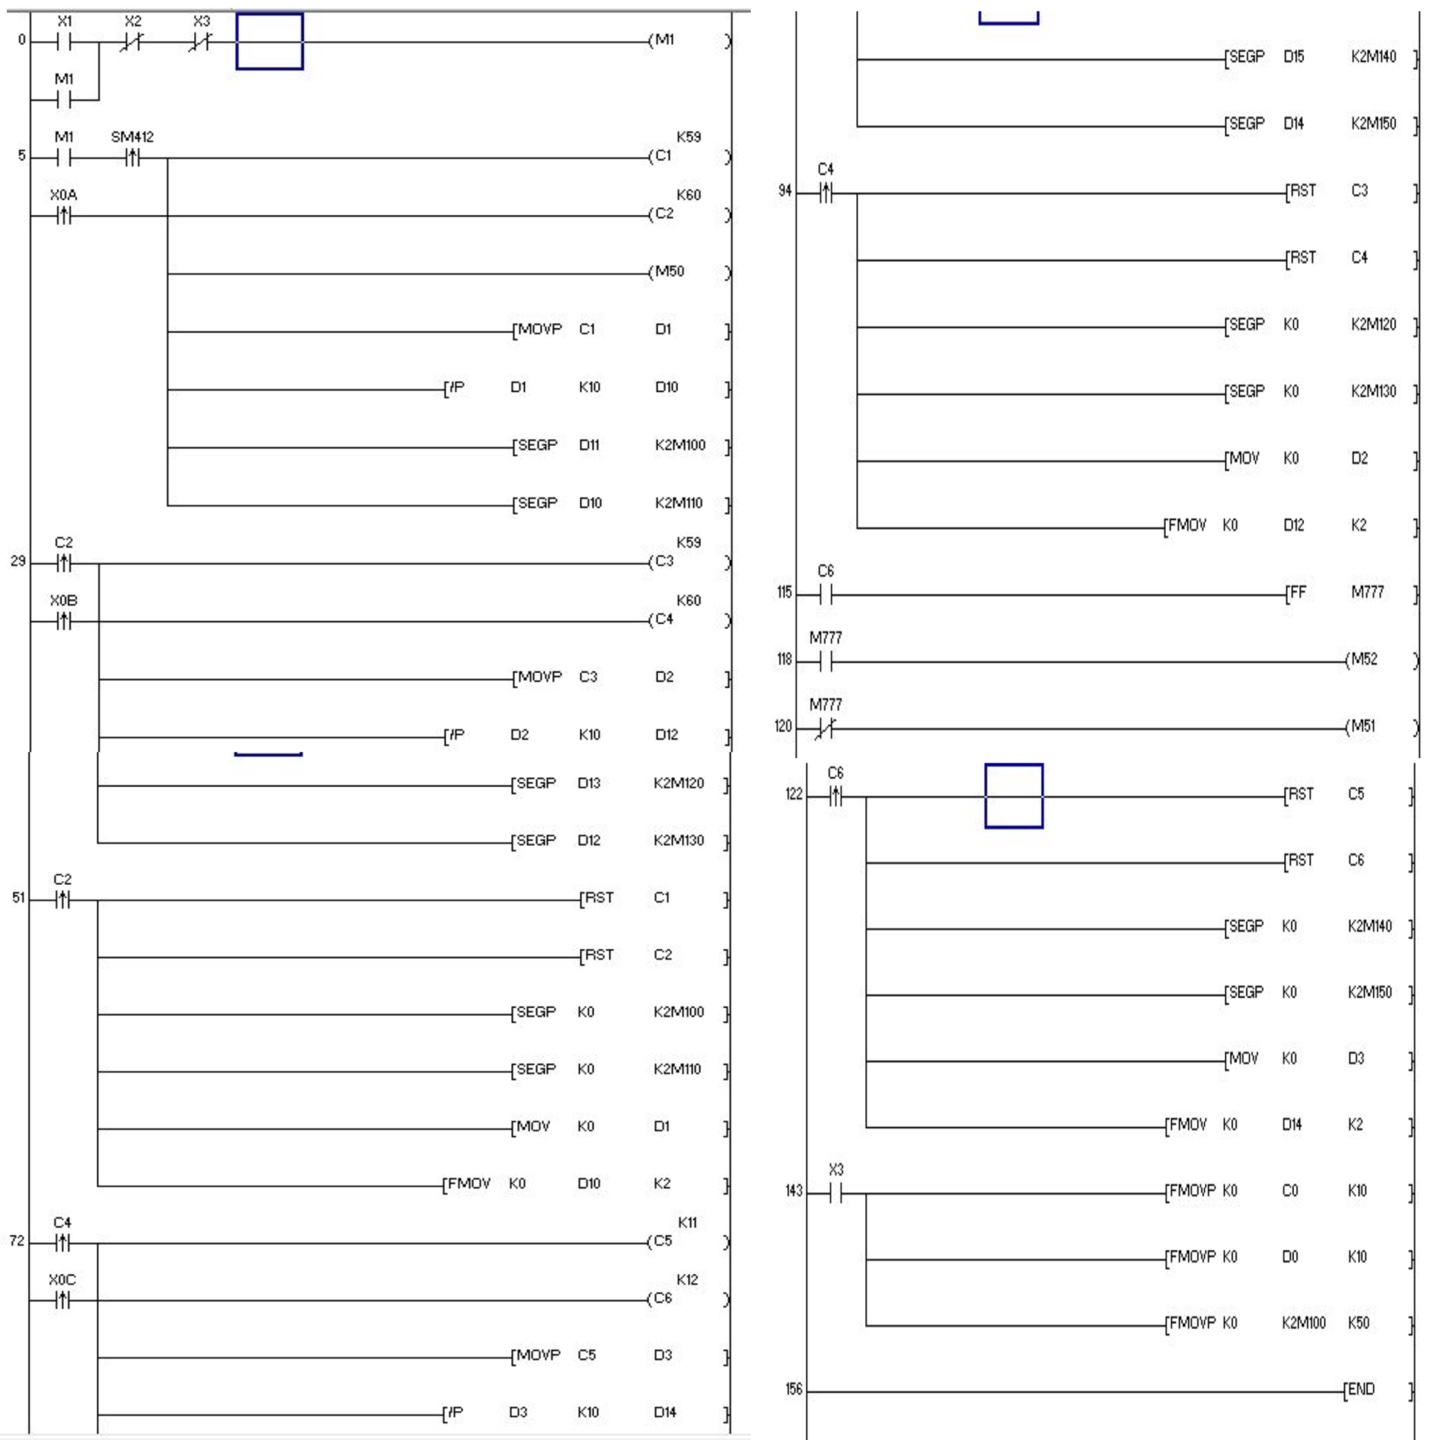 X1 X2 X3
0 (M1 )
M1
M1 SM412 K59
5 (C1 )
X0A K60
(C2 )
(M50 )
[MOVP C1 D1 ]
[/P D1 K10 D10 ]
[SEGP D11 K2M100 ]
[SEGP D10 K2M110 ]
C2 K59
29 (C3 )
X0B K60
(C4 )
[MOVP C3 D2 ]
[/P D2 K10 D12 ]
[SEGP D13 K2M120 ]
[SEGP D12 K2M130 ]
C2
51 [RST C1 ]
[RST C2 ]
[SEGP K0 K2M100 ]
[SEGP K0 K2M110 ]
[MOV K0 D1 ]
[FMOV K0 D10 K2 ]
C4 K11
72 (C5 )
X0C K12
(C6 )
[MOVP C5 D3 ]
[/P D3 K10 D14 ]
[SEGP D15 K2M140 ]
[SEGP D14 K2M150 ]
C4
94 [RST C3 ]
[RST C4 ]
[SEGP K0 K2M120 ]
[SEGP K0 K2M130 ]
[MOV K0 D2 ]
[FMOV K0 D12 K2 ]
C6
115 [FF M777 ]
M777
118 (M52 )
M777
120 (M51 )
C6
122 [RST C5 ]
[RST C6 ]
[SEGP K0 K2M140 ]
[SEGP K0 K2M150 ]
[MOV K0 D3 ]
[FMOV K0 D14 K2 ]
X3
143 [FMOVP K0 C0 K10 ]
[FMOVP K0 D0 K10 ]
[FMOVP K0 K2M100 K50 ]
156 [END ]